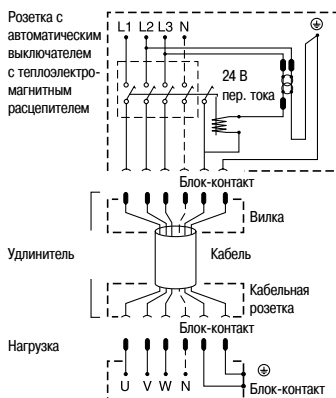 Розетка с
автоматическим
выключателем
с теплоэлектро-
магнитным
расцепителем
L1 L2 L3 N
24 В
пер. тока
Блок-контакт
Вилка
Удлинитель
Кабель
Кабельная
розетка
Блок-контакт
Нагрузка
U V W N
Блок-контакт